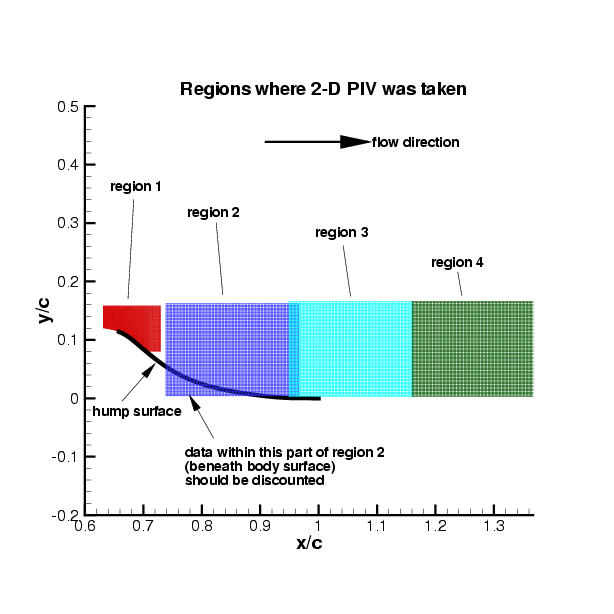 Regions where 2-D PIV was taken
0.5
flow direction
0.4
region 1
region 2
0.3
region 3
region 4
0.2
y/c
0.1
0
hump surface
data within this part of region 2
(beneath body surface)
should be discounted
-0.1
-0.2
0.6 0.7 0.8 0.9 1 1.1 1.2 1.3
x/c